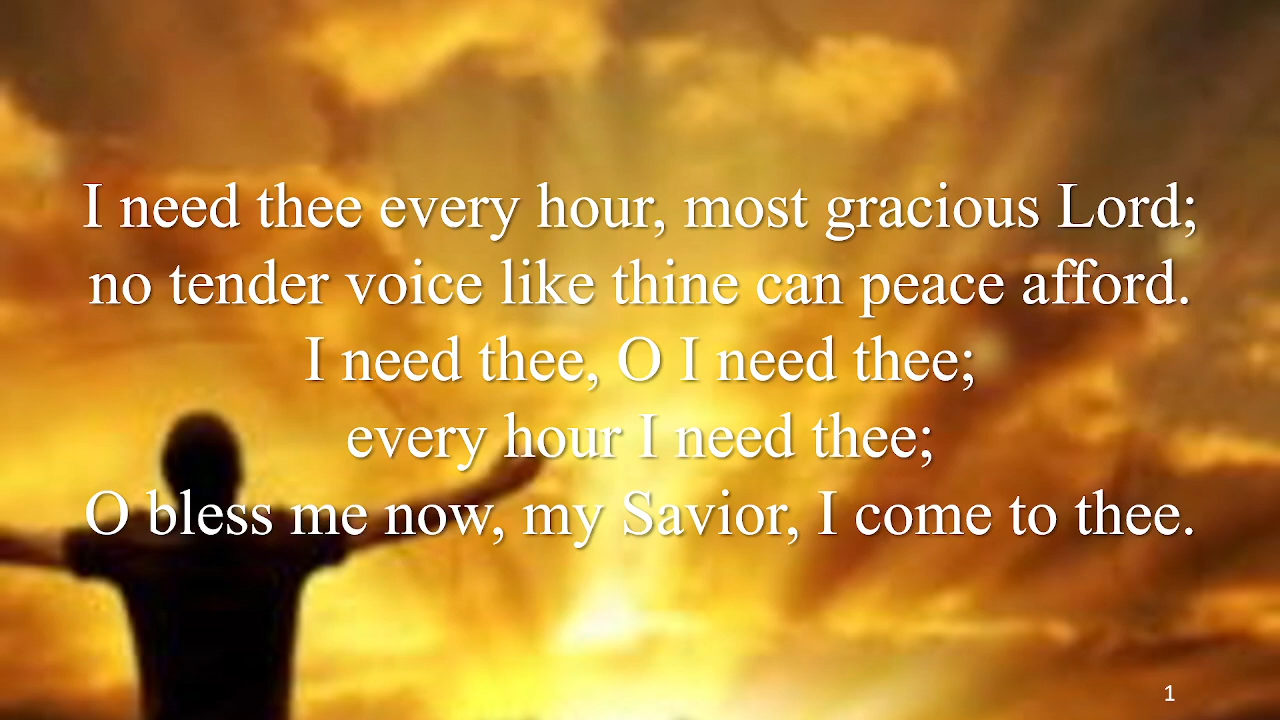 I need thee every hour, most gracious Lord;
no tender voice like thine can peace afford.
I need thee, O I need thee;
every hour I need thee;
O bless me now, my Savior, I come to thee.
1